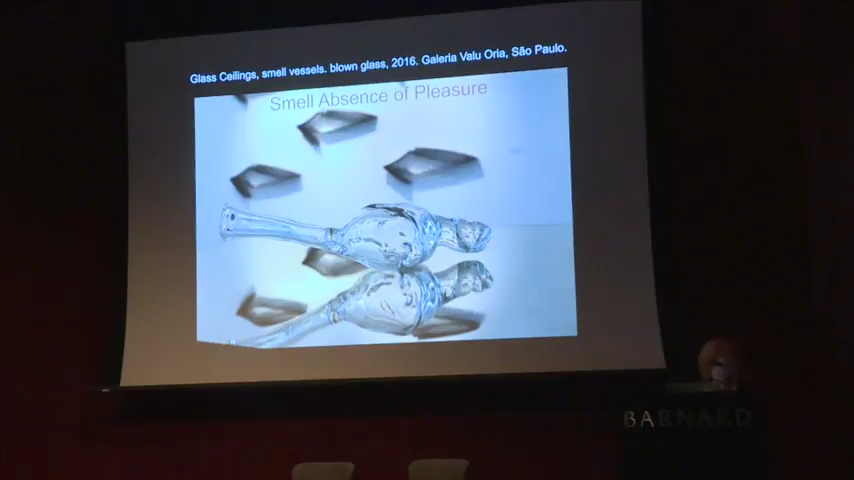 Glass Ceilings, smell vessels. blown glass, 2016. Galeria Valu Oria, São Paulo.
Smell Absence of Pleasure
BARNARD